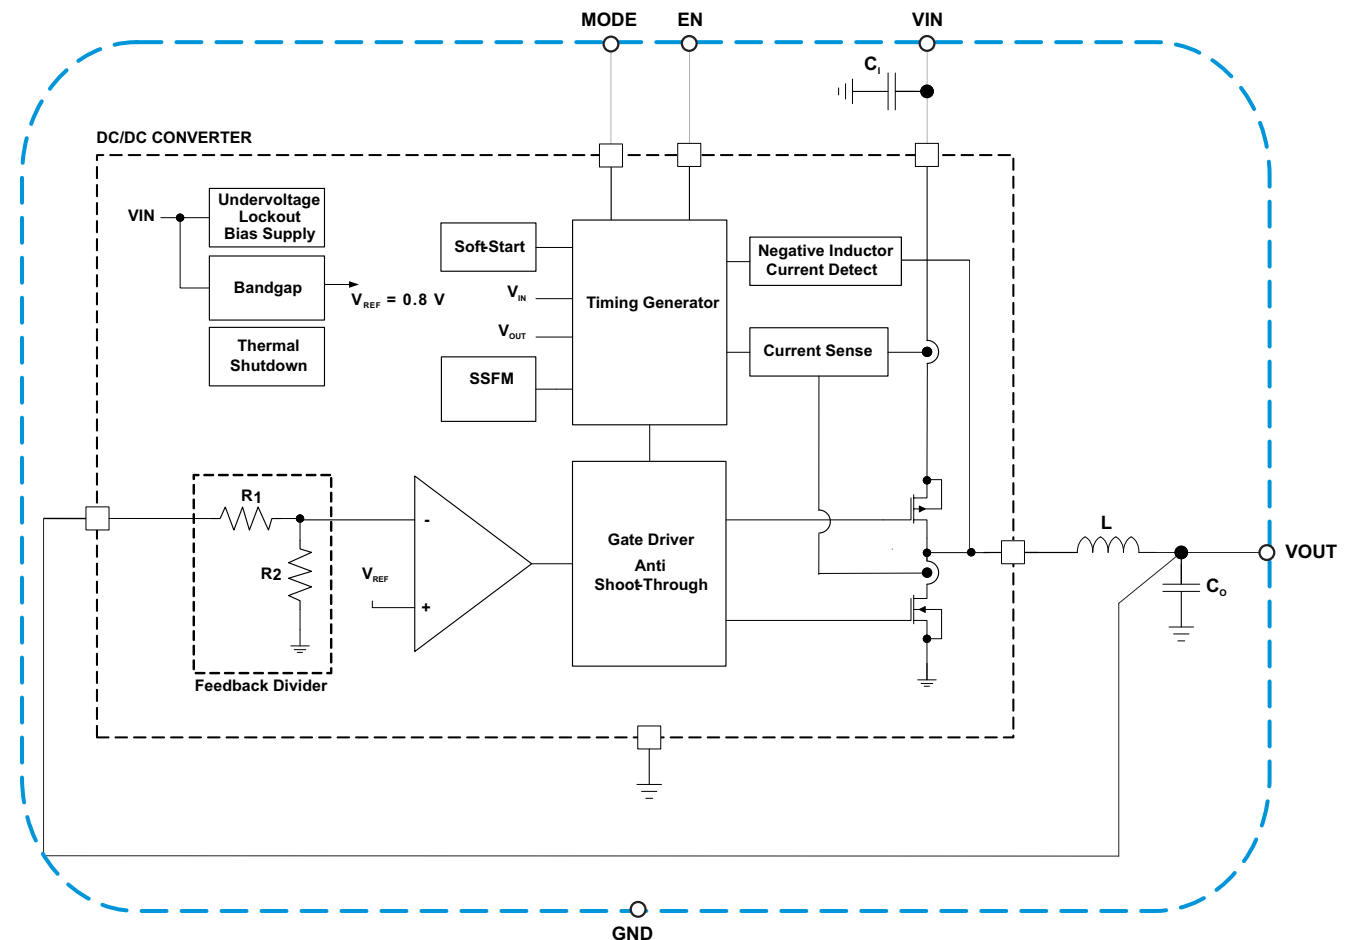 MODE
EN
VIN
CI
DC/DC CONVERTER
VIN
Undervoltage
Lockout
Bias Supply
Bandgap
VREF = 0.8 V
Thermal
Shutdown
Soft-Start
VIN
VOUT
SSFM
Timing Generator
Negative Inductor
Current Detect
Current Sense
R1
R2
Feedback Divider
-
VREF
+
Gate Driver
Anti
Shoot-Through
L
VOUT
CO
GND